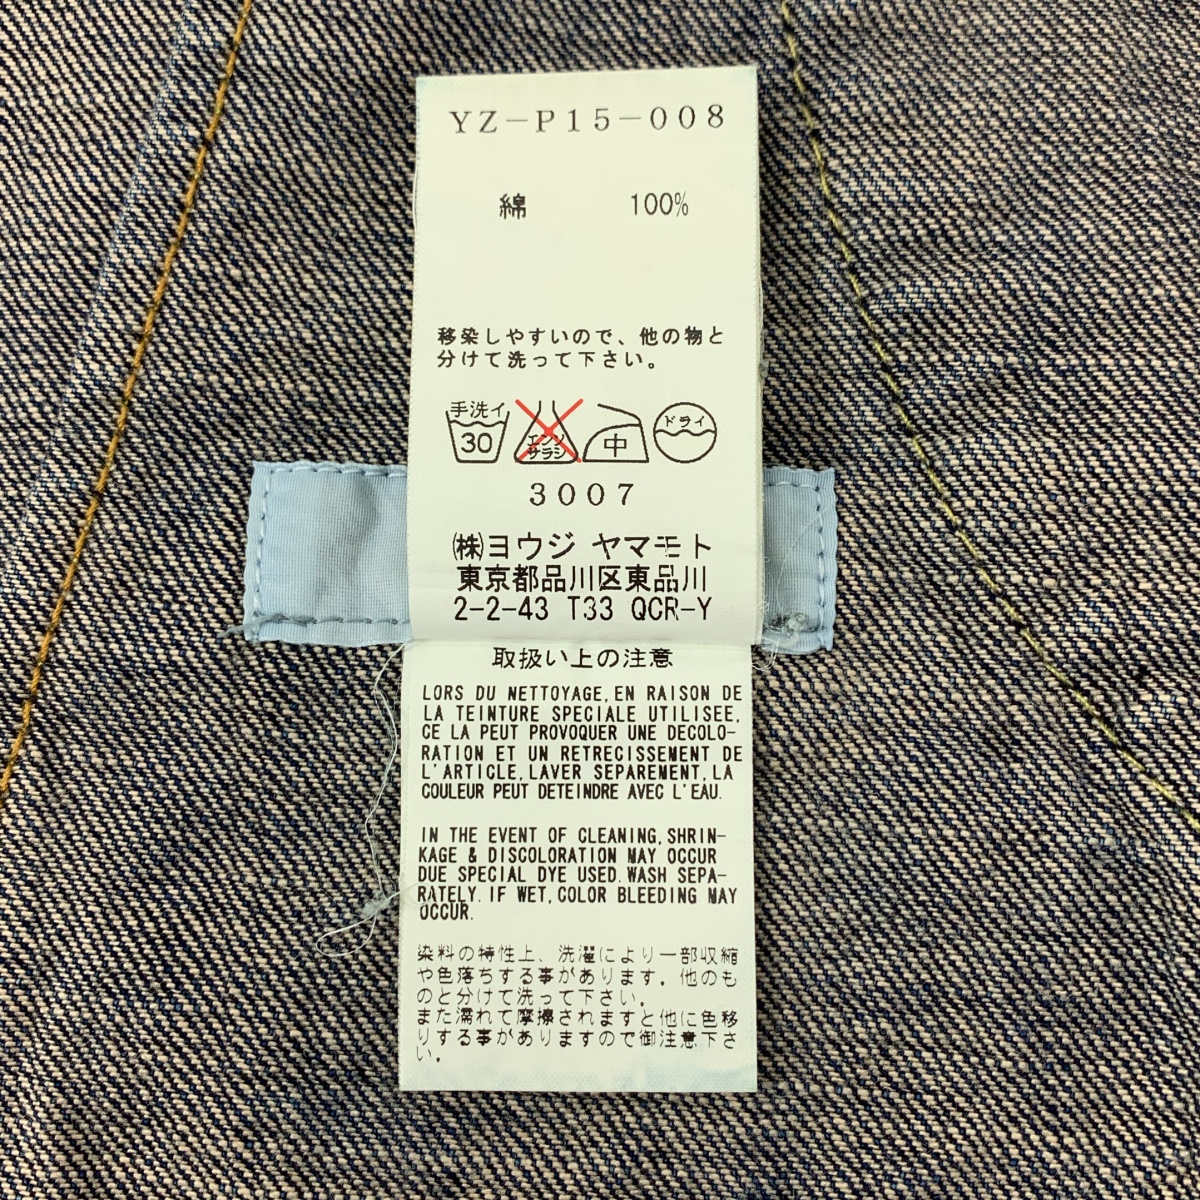 YZ-P15-008
綿 100%
移染しやすいので、他の物と
分けて洗って下さい。
手洗イ
30
エンソ
サラシ
中
ドライ
3007
㈱ヨウジ ヤマモト
東京都品川区東品川
2-2-43 T33 QCR-Y
取扱い上の注意
LORS DU NETTOYAGE, EN RAISON DE
LA TEINTURE SPECIALE UTILISEE,
CE LA PEUT PROVOQUER UNE DECOLO-
RATION ET UN RETRECISSEMENT DE
L'ARTICLE, LAVER SEPAREMENT, LA
COULEUR PEUT DETEINDRE AVEC L'EAU.
IN THE EVENT OF CLEANING, SHRIN-
KAGE & DISCOLORATION MAY OCCUR
DUE SPECIAL DYE USED. WASH SEPA-
RATELY. IF WET, COLOR BLEEDING MAY
OCCUR.
染料の特性上、洗濯により一部収縮
や色落ちする事があります。他のも
のと分けて洗って下さい。
また濡れて摩擦されますと他に色移
りする事がありますので御注意下さ
い。